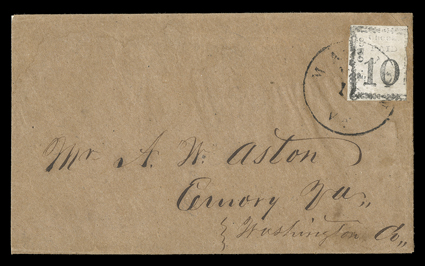 10
Mr A. W. Aston
Emory Va,,
Washington Co,,